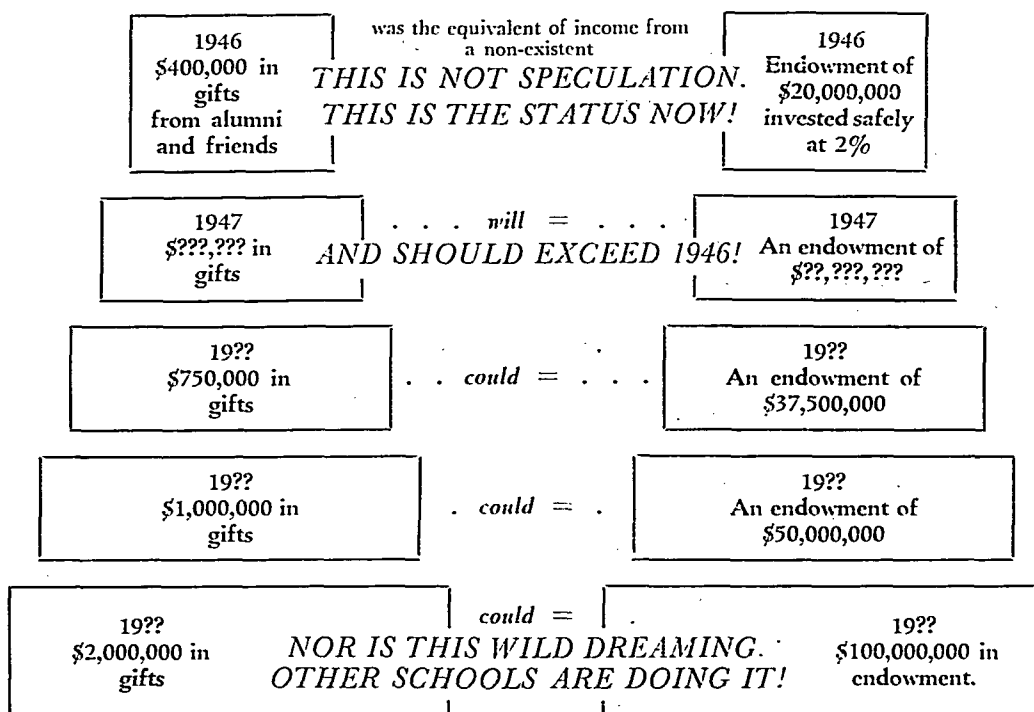 1946
$400,000 in
gifts
from alumni
and friends
was the equivalent of income from
a non-existent
THIS IS NOT SPECULATION.
THIS IS THE STATUS NOW!
1946
Endowment of
$20,000,000
invested safely
at 2%
1947
$???,??? in
gifts
. . . will = . . .
AND SHOULD EXCEED 1946!
1947
An endowment of
$??,???,???
19??
$750,000 in
gifts
. . could = . . .
19??
An endowment of
$37,500,000
19??
$1,000,000 in
gifts
. could = .
19??
An endowment of
$50,000,000
19??
$2,000,000 in
gifts
could =
NOR IS THIS WILD DREAMING.
OTHER SCHOOLS ARE DOING IT!
19??
$100,000,000 in
endowment.